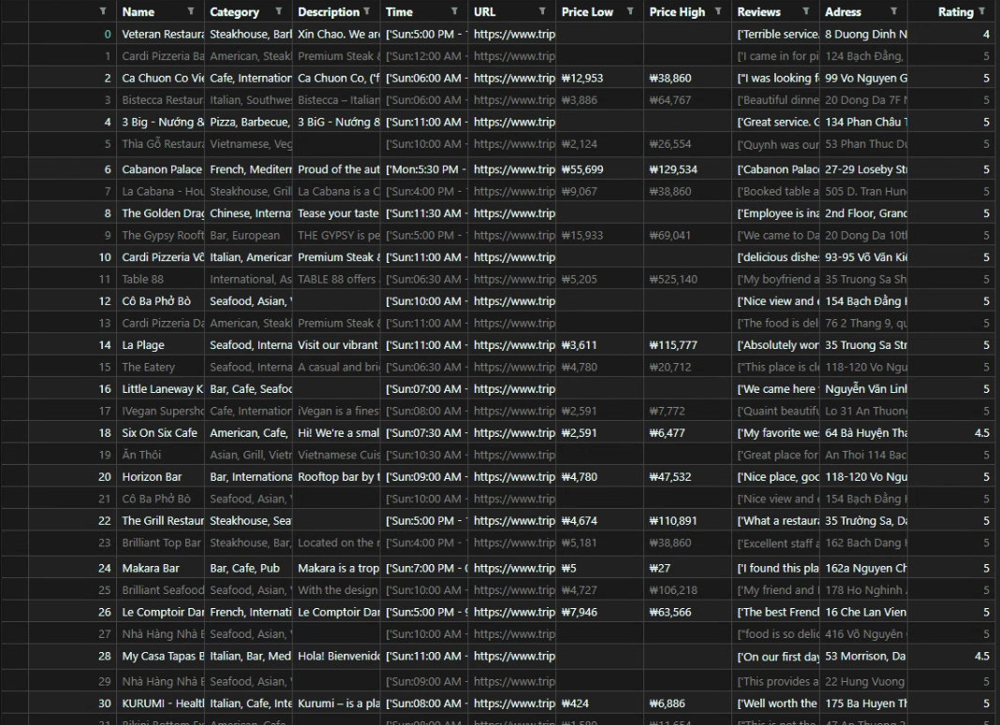 Name Category Description Time URL Price Low Price High Reviews Adress Rating
0 Veteran Restaura Steakhouse, Barl Xin Chao. We are ['Sun:5:00 PM - https://www.trip ['Terrible service. 8 Duong Dinh N 4
1 Cardi Pizzeria Ba American, Steak Premium Steak & ['Sun:12:00 AM - https://www.trip ['I came in for pi 124 Bạch Đằng, 5
2 Ca Chuon Co Vie Cafe, Internation Ca Chuon Co, ('f ['Sun:06:00 AM - https://www.trip ₩12,953 ₩38,860 ["I was looking f 99 Vo Nguyen G 5
3 Bistecca Restaur Italian, Southwes Bistecca – Italian ['Sun:06:00 AM - https://www.trip ₩3,886 ₩64,767 ['Beautiful dinne 20 Dong Da 7F N 5
4 3 Big - Nướng & Pizza, Barbecue, 3 BiG - Nướng & ['Sun:11:00 AM - https://www.trip ['Great service. G 134 Phan Châu T 5
5 Thìa Gỗ Restaura Vietnamese, Veg ['Sun:10:00 AM - https://www.trip ₩2,124 ₩26,554 ['Quynh was our 53 Phan Thuc Du 5
6 Cabanon Palace French, Mediterr Proud of the aut ['Mon:5:30 PM - https://www.trip ₩55,699 ₩129,534 ['Cabanon Palac 27-29 Loseby Str 5
7 La Cabana - Hou Steakhouse, Gril La Cabana is a C ['Sun:4:00 PM - https://www.trip ₩9,067 ₩38,860 ['Booked table a 505 D. Tran Hun 5
8 The Golden Drag Chinese, Interna Tease your taste ['Sun:11:30 AM - https://www.trip ['Employee is ina 2nd Floor, Granc 5
9 The Gypsy Rooft Bar, European THE GYPSY is pe ['Sun:5:00 PM - https://www.trip ₩15,933 ₩69,041 ['We came to Da 20 Dong Da 10th 5
10 Cardi Pizzeria Võ Italian, American Premium Steak & ['Sun:11:00 AM - https://www.trip ['delicious dishes 93-95 Võ Văn Kiệ 5
11 Table 88 International, As TABLE 88 offers ['Sun:06:30 AM - https://www.trip ₩5,205 ₩525,140 ['My boyfriend a 35 Truong Sa Sh 5
12 Cô Ba Phở Bò Seafood, Asian, ['Sun:10:00 AM - https://www.trip ['Nice view and 154 Bạch Đằng 5
13 Cardi Pizzeria Da American, Steak Premium Steak & ['Sun:11:00 AM - https://www.trip ['The food is del 76 2 Thang 9, qu 5
14 La Plage Seafood, Interna Visit our vibrant ['Sun:11:00 AM - https://www.trip ₩3,611 ₩115,777 ['Absolutely wor 35 Truong Sa Str 5
15 The Eatery Seafood, Interna A casual and brig ['Sun:06:30 AM - https://www.trip ₩4,780 ₩20,712 ["This place is cle 118-120 Vo Ngu 5
16 Little Laneway K Bar, Cafe, Seafoc ['Sun:07:00 AM - https://www.trip ['We came here Nguyễn Văn Linh 5
17 IVegan Supersho Cafe, Internation iVegan is a fines ['Sun:08:00 AM - https://www.trip ₩2,591 ₩7,772 ['Quaint beautifu Lo 31 An Thuong 5
18 Six On Six Cafe American, Cafe, Hi! We're a smal ['Sun:07:30 AM - https://www.trip ₩2,591 ₩6,477 ['My favorite wes 64 Bà Huyện Tha 4.5
19 Ăn Thôi Asian, Grill, Vietr Vietnamese Cuis ['Sun:10:30 AM - https://www.trip ['Great place for An Thoi 114 Bac 5
20 Horizon Bar Bar, Internationa Rooftop bar by t ['Sun:09:00 AM - https://www.trip ₩4,780 ₩47,532 ['Nice place, goo 118-120 Vo Ngu 5
21 Cô Ba Phở Bò Seafood, Asian, ['Sun:10:00 AM - https://www.trip ['Nice view and 154 Bạch Đằng 5
22 The Grill Restaur Steakhouse, Sea ['Sun:5:00 PM - https://www.trip ₩4,674 ₩110,891 ['What a restaur 35 Trường Sa, Da 5
23 Brilliant Top Bar Steakhouse, Bar, Located on the r ['Sun:4:00 PM - https://www.trip ₩5,181 ₩38,860 ['Excellent staff a 162 Bach Dang 5
24 Makara Bar Bar, Cafe, Pub Makara is a trop ['Sun:7:00 PM - https://www.trip ₩5 ₩27 ['I found this pla 162a Nguyen Ch 5
25 Brilliant Seafood Seafood, Asian, With the design ['Sun:10:00 AM - https://www.trip ₩4,727 ₩106,218 ['My friend and I 178 Ho Nghinh 5
26 Le Comptoir Dar French, Internati Le Comptoir Dar ['Sun:5:00 PM - 9 https://www.trip ₩7,946 ₩63,566 ['The best Frencl 16 Che Lan Vien 5
27 Nhà Hàng Nhà B Seafood, Asian, ['Sun:10:00 AM - https://www.trip ["food is so delic 416 Võ Nguyên 5
28 My Casa Tapas B Italian, Bar, Med Hola! Bienvenido ['Sun:11:00 AM - https://www.trip ['On our first day 53 Morrison, Da 4.5
29 Nhà Hàng Nhà B Seafood, Asian, ['Sun:09:00 AM - https://www.trip ['This provides a 22 Hung Vuong 5
30 KURUMI - Healtl Italian, Cafe, Inte Kurumi – is a pla ['Sun:08:00 AM - https://www.trip ₩424 ₩6,886 ['Well worth the 175 Ba Huyen Th 5